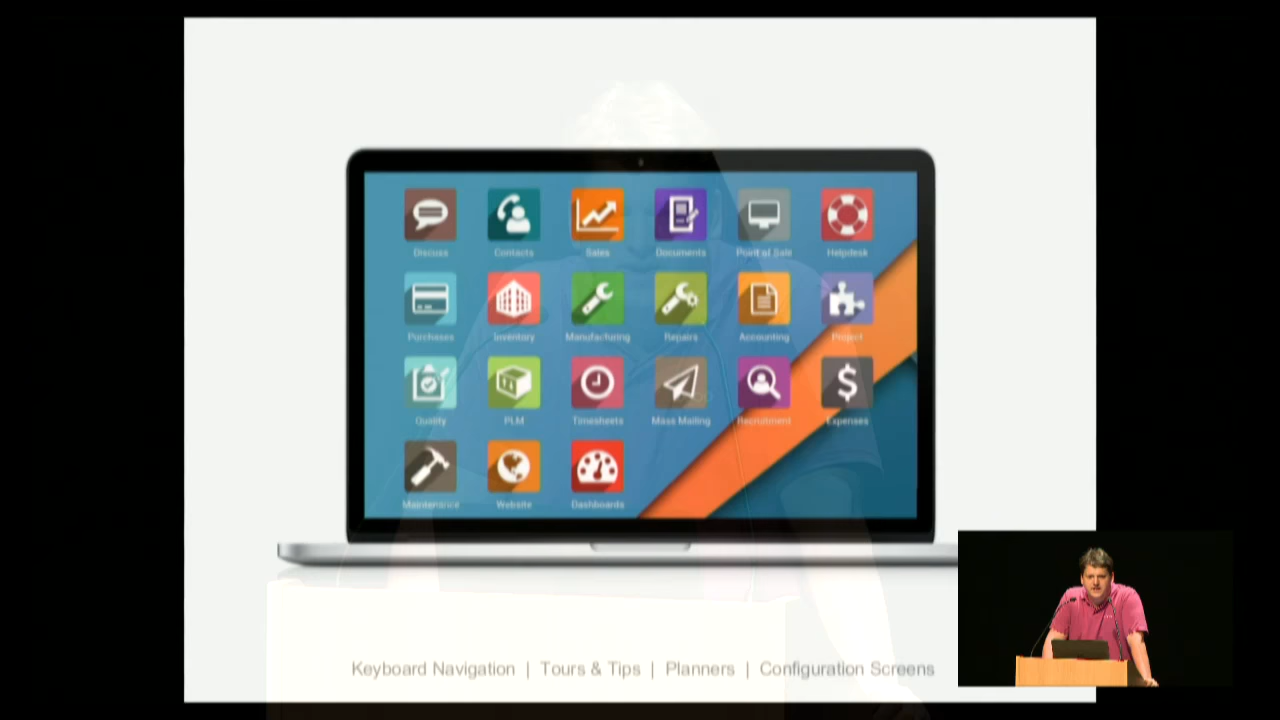 Discuss Contacts Sales Documents Point of Sale Helpdesk
Purchases Inventory Manufacturing Repairs Accounting Project
Quality PLM Timesheets Mass Mailing Recruitment Expenses
Maintenance Website Dashboards
Keyboard Navigation | Tours & Tips | Planners | Configuration Screens